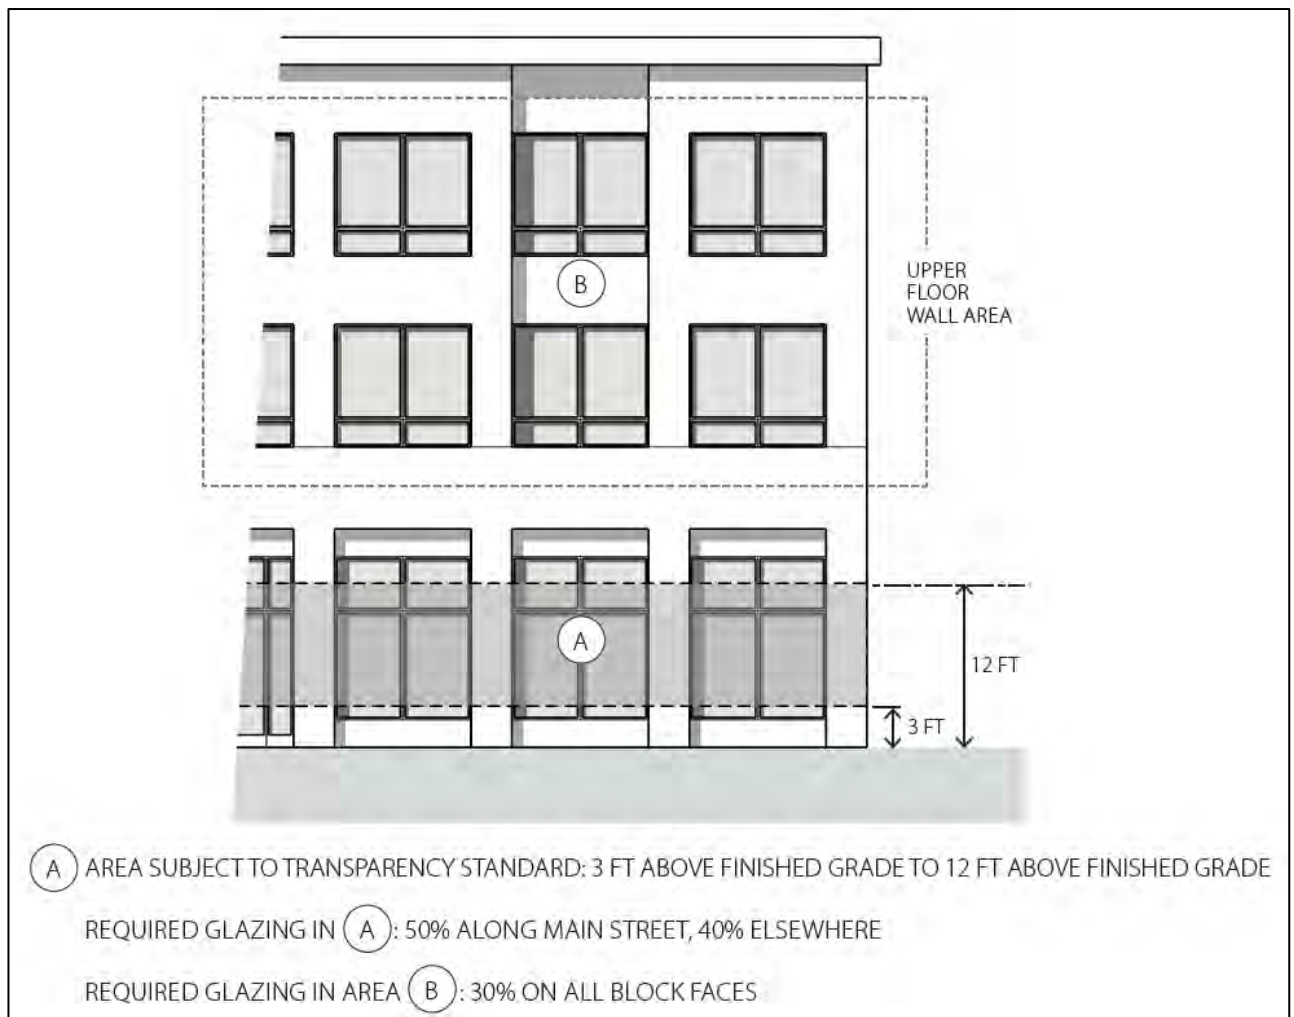 B
UPPER
FLOOR
WALL AREA
A
12 FT
3 FT
A AREA SUBJECT TO TRANSPARENCY STANDARD: 3 FT ABOVE FINISHED GRADE TO 12 FT ABOVE FINISHED GRADE
REQUIRED GLAZING IN A : 50% ALONG MAIN STREET, 40% ELSEWHERE
REQUIRED GLAZING IN AREA B : 30% ON ALL BLOCK FACES